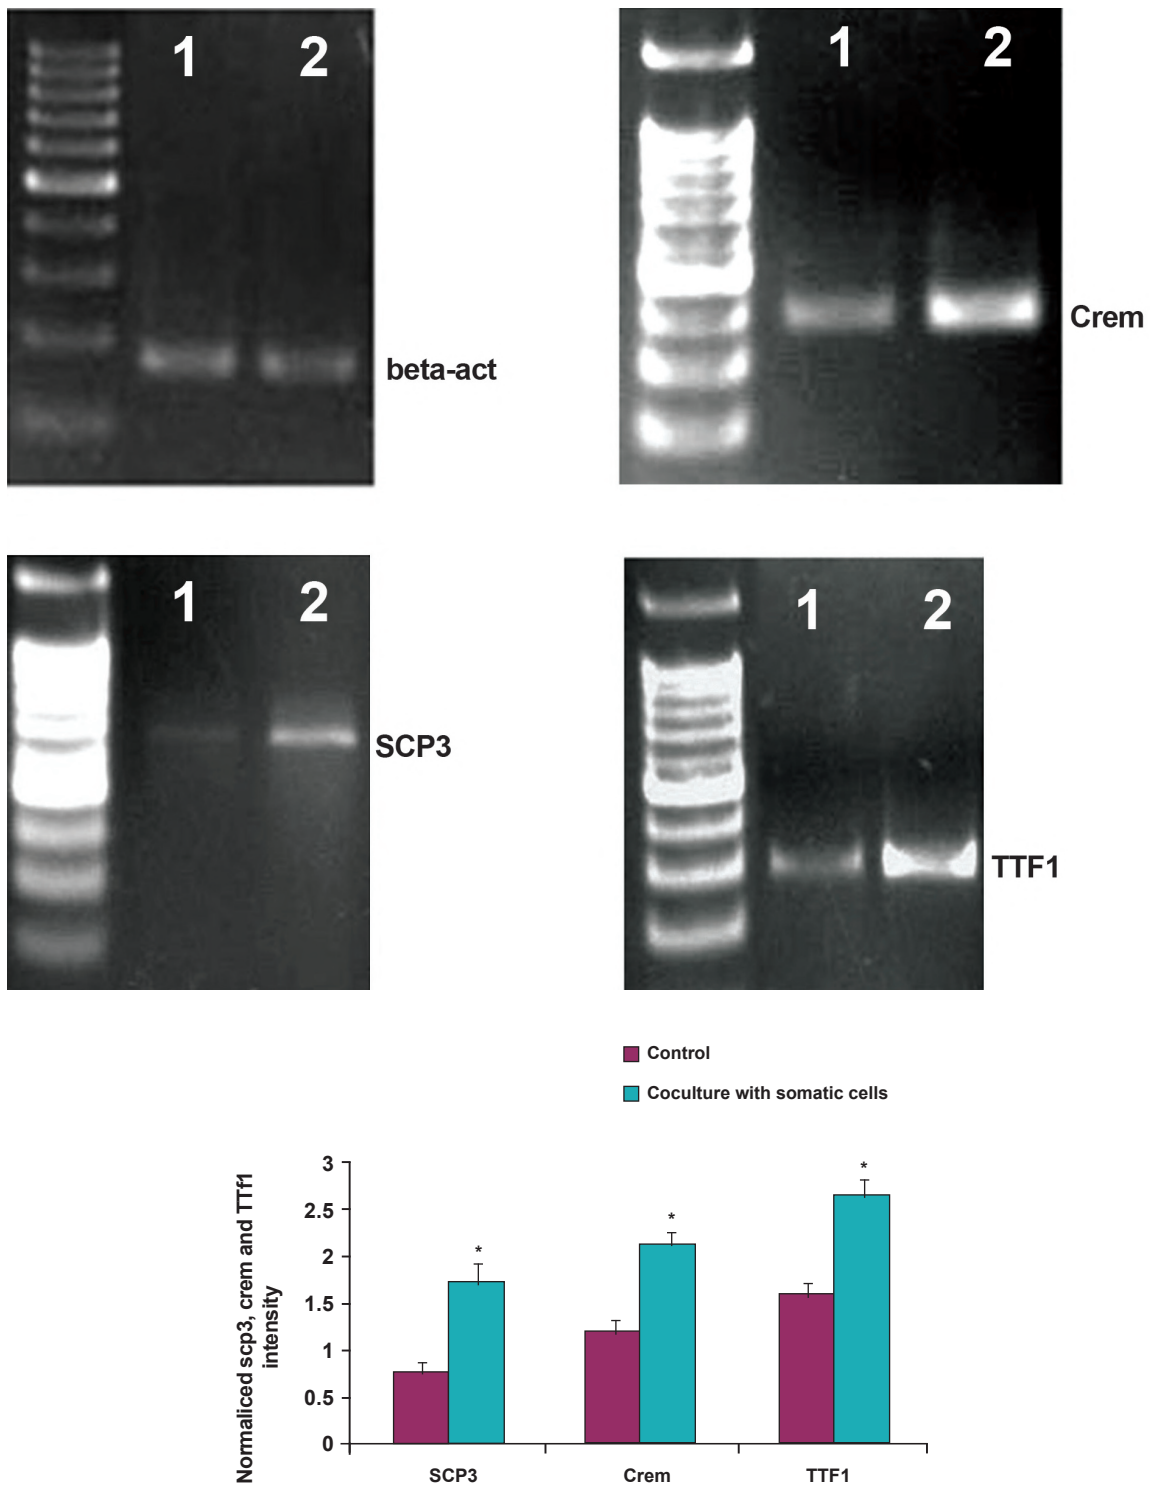 1 2
beta-act
1 2
Crem
1 2
SCP3
1 2
TTF1
Control
Coculture with somatic cells
Normaliced scp3, crem and TTf1
intensity
3
2.5
2
1.5
1
0.5
0
*
*
*
SCP3 Crem TTF1